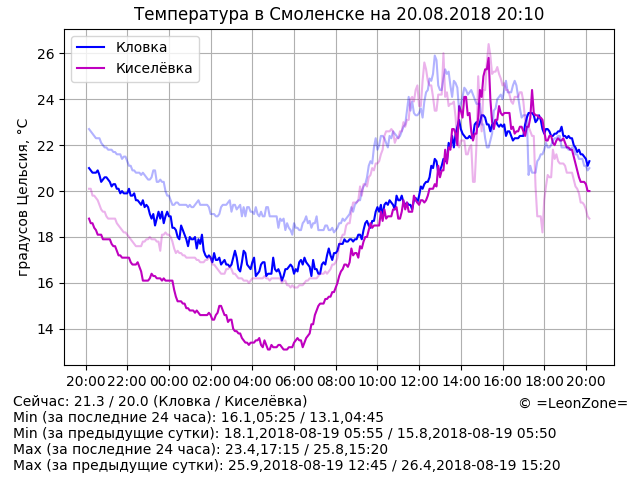 Температура в Смоленске на 20.08.2018 20:10
Кловка
Киселёвка
градусов Цельсия, °C
26
24
22
20
18
16
14
20:00 22:00 00:00 02:00 04:00 06:00 08:00 10:00 12:00 14:00 16:00 18:00 20:00
Сейчас: 21.3 / 20.0 (Кловка / Киселёвка)
© =LeonZone=
Min (за последние 24 часа): 16.1,05:25 / 13.1,04:45
Min (за предыдущие сутки): 18.1,2018-08-19 05:55 / 15.8,2018-08-19 05:50
Max (за последние 24 часа): 23.4,17:15 / 25.8,15:20
Max (за предыдущие сутки): 25.9,2018-08-19 12:45 / 26.4,2018-08-19 15:20